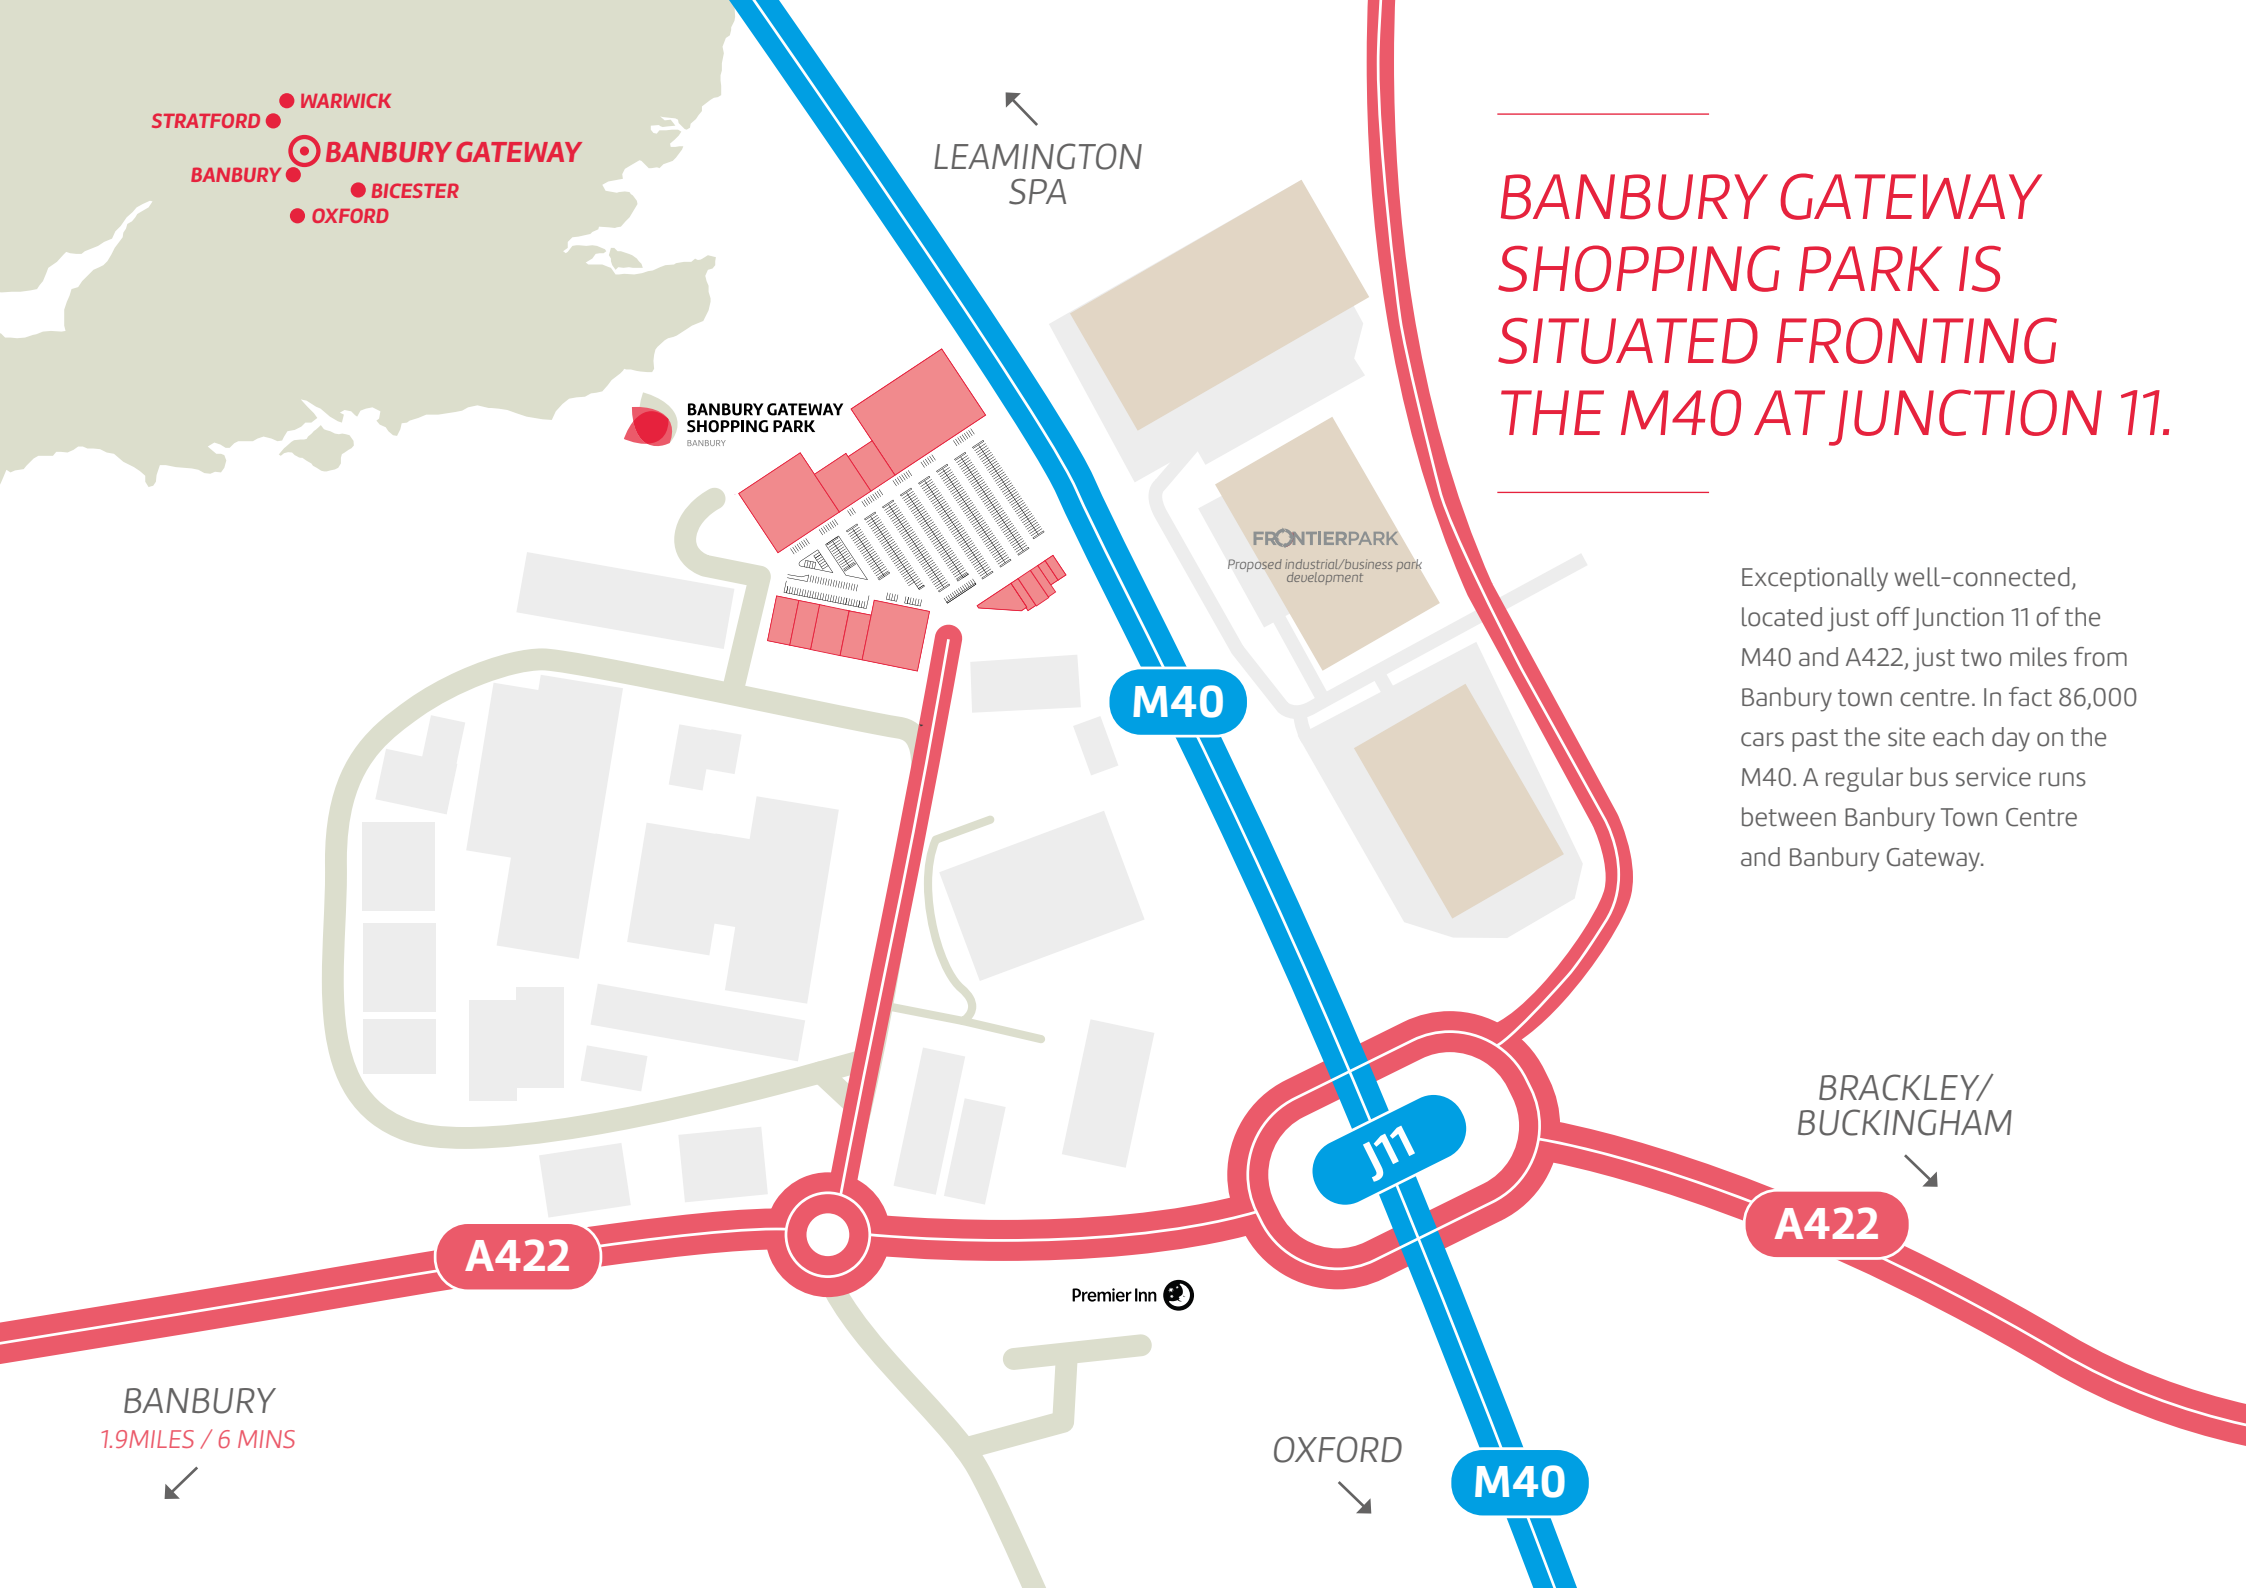 WARWICK
STRATFORD
BANBURY GATEWAY
BANBURY
BICESTER
OXFORD
LEAMINGTON
SPA
BANBURY GATEWAY
SHOPPING PARK IS
SITUATED FRONTING
THE M40 AT JUNCTION 11.
BANBURY GATEWAY
SHOPPING PARK
BANBURY
FRONTIERPARK
Proposed industrial/business park
development
Exceptionally well-connected,
located just off Junction 11 of the
M40 and A422, just two miles from
Banbury town centre. In fact 86,000
cars past the site each day on the
M40. A regular bus service runs
between Banbury Town Centre
and Banbury Gateway.
M40
J11
BRACKLEY/
BUCKINGHAM
A422
A422
Premier Inn
BANBURY
1.9MILES / 6 MINS
OXFORD
M40